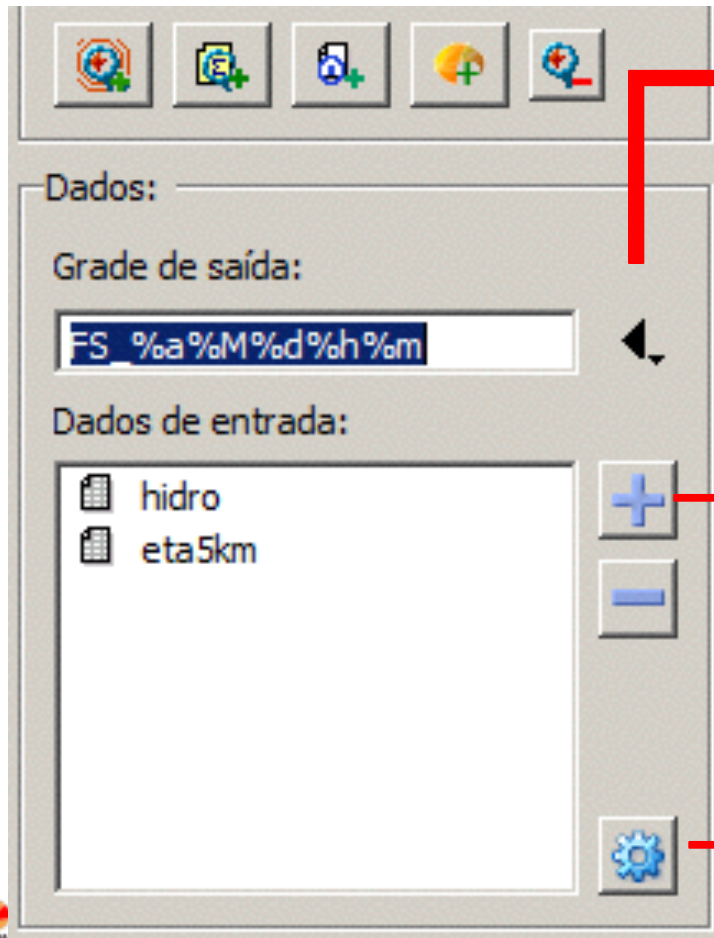 Dados:
Grade de saída:
FS_%a%M%d%h%m
Dados de entrada:
hidro
eta5km